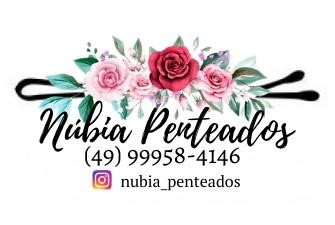 Núbia Penteados
(49) 99958-4146
nubia_penteados